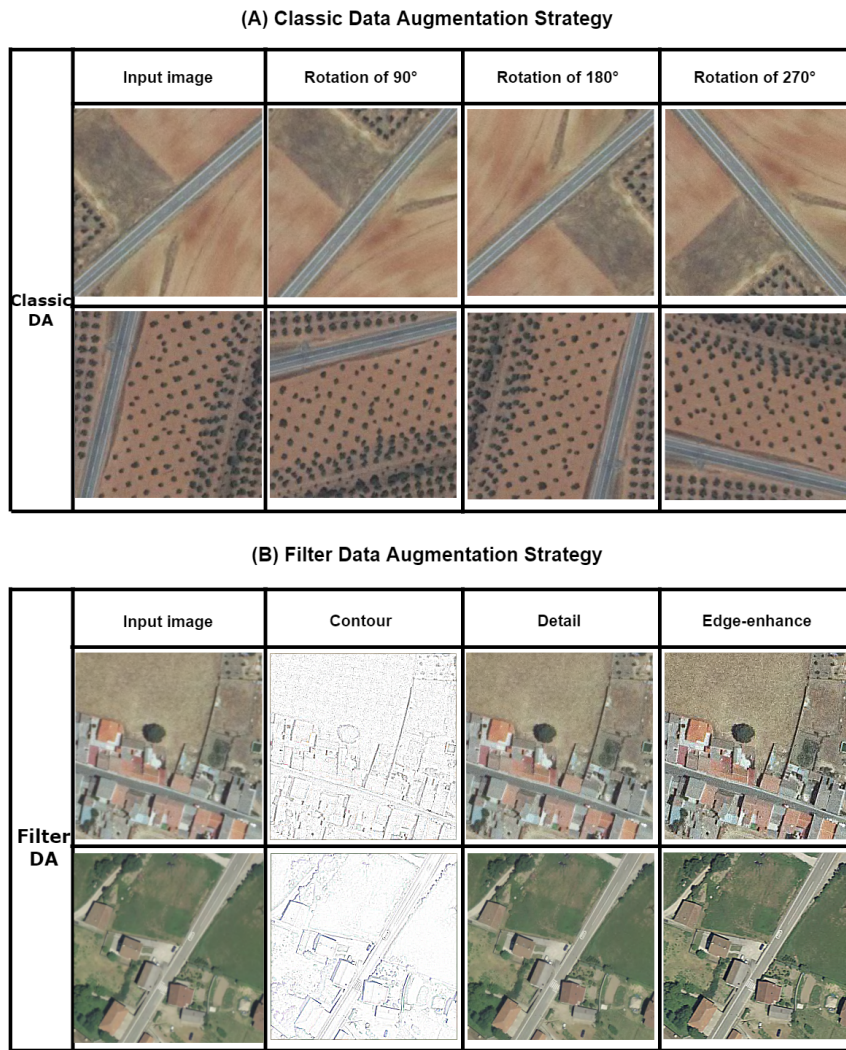 (A) Classic Data Augmentation Strategy
Input image
Rotation of 90°
Rotation of 180°
Rotation of 270°
Classic
DA
(B) Filter Data Augmentation Strategy
Input image
Contour
Detail
Edge-enhance
Filter
DA